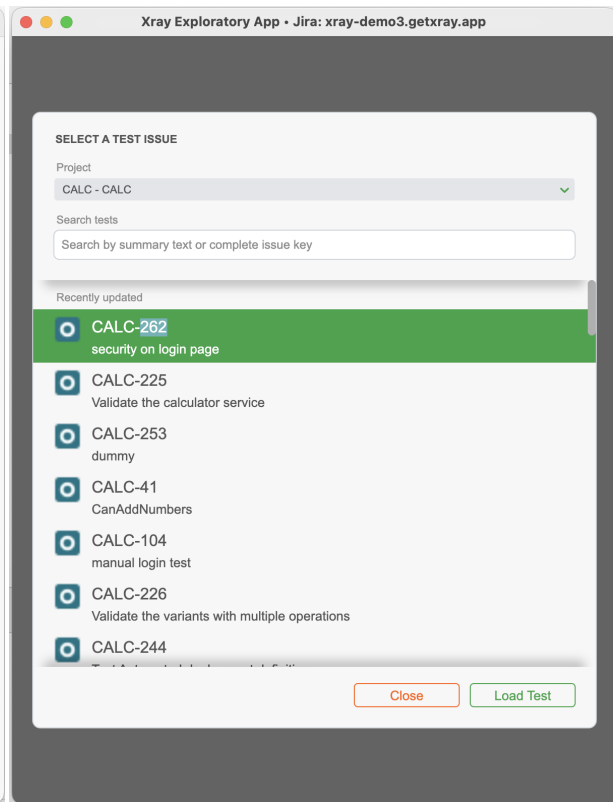 Xray Exploratory App • Jira: xray-demo3.getxray.app
SELECT A TEST ISSUE
Project
CALC - CALC
Search tests
Search by summary text or complete issue key
Recently updated
CALC-262
security on login page
CALC-225
Validate the calculator service
CALC-253
dummy
CALC-41
CanAddNumbers
CALC-104
manual login test
CALC-226
Validate the variants with multiple operations
CALC-244
Close
Load Test